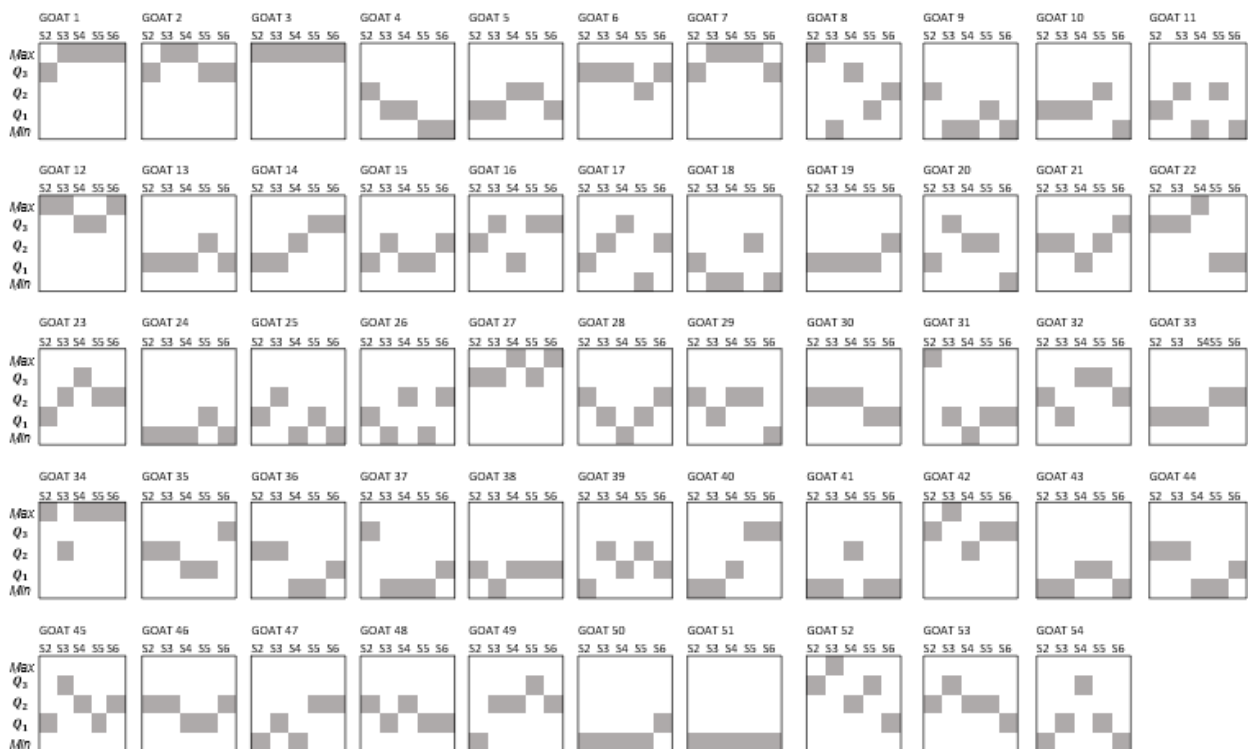 GOAT 1 GOAT 2 GOAT 3 GOAT 4 GOAT 5 GOAT 6 GOAT 7 GOAT 8 GOAT 9 GOAT 10 GOAT 11
S2 S3 S4 S5 S6 S2 S3 S4 S5 S6 S2 S3 S4 S5 S6 S2 S3 S4 S5 S6 S2 S3 S4 S5 S6 S2 S3 S4 S5 S6 S2 S3 S4 S5 S6 S2 S3 S4 S5 S6 S2 S3 S4 S5 S6 S2 S3 S4 S5 S6 S2 S3 S4 S5 S6
Max
Q₃
Q₂
Q₁
Min
GOAT 12 GOAT 13 GOAT 14 GOAT 15 GOAT 16 GOAT 17 GOAT 18 GOAT 19 GOAT 20 GOAT 21 GOAT 22
S2 S3 S4 S5 S6 S2 S3 S4 S5 S6 S2 S3 S4 S5 S6 S2 S3 S4 S5 S6 S2 S3 S4 S5 S6 S2 S3 S4 S5 S6 S2 S3 S4 S5 S6 S2 S3 S4 S5 S6 S2 S3 S4 S5 S6 S2 S3 S4 S5 S6 S2 S3 S4 S5 S6
Max
Q₃
Q₂
Q₁
Min
GOAT 23 GOAT 24 GOAT 25 GOAT 26 GOAT 27 GOAT 28 GOAT 29 GOAT 30 GOAT 31 GOAT 32 GOAT 33
S2 S3 S4 S5 S6 S2 S3 S4 S5 S6 S2 S3 S4 S5 S6 S2 S3 S4 S5 S6 S2 S3 S4 S5 S6 S2 S3 S4 S5 S6 S2 S3 S4 S5 S6 S2 S3 S4 S5 S6 S2 S3 S4 S5 S6 S2 S3 S4 S5 S6 S2 S3 S4S5 S6
Max
Q₃
Q₂
Q₁
Min
GOAT 34 GOAT 35 GOAT 36 GOAT 37 GOAT 38 GOAT 39 GOAT 40 GOAT 41 GOAT 42 GOAT 43 GOAT 44
S2 S3 S4 S5 S6 S2 S3 S4 S5 S6 S2 S3 S4 S5 S6 S2 S3 S4 S5 S6 S2 S3 S4 S5 S6 S2 S3 S4 S5 S6 S2 S3 S4 S5 S6 S2 S3 S4 S5 S6 S2 S3 S4 S5 S6 S2 S3 S4 S5 S6 S2 S3 S4 S5 S6
Max
Q₃
Q₂
Q₁
Min
GOAT 45 GOAT 46 GOAT 47 GOAT 48 GOAT 49 GOAT 50 GOAT 51 GOAT 52 GOAT 53 GOAT 54
S2 S3 S4 S5 S6 S2 S3 S4 S5 S6 S2 S3 S4 S5 S6 S2 S3 S4 S5 S6 S2 S3 S4 S5 S6 S2 S3 S4 S5 S6 S2 S3 S4 S5 S6 S2 S3 S4 S5 S6 S2 S3 S4 S5 S6 S2 S3 S4 S5 S6
Max
Q₃
Q₂
Q₁
Min